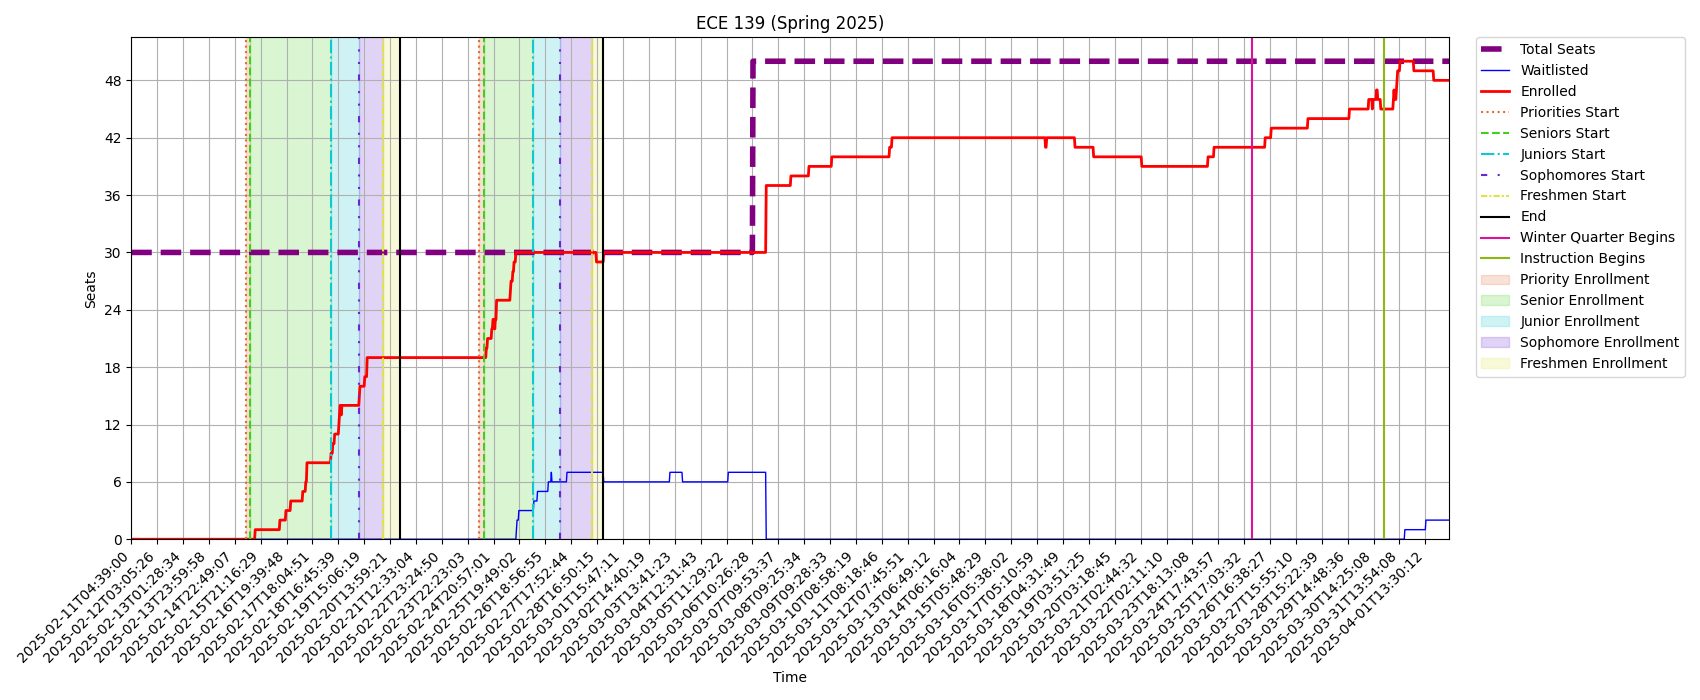 ECE 139 (Spring 2025)
Seats
48
42
36
30
24
18
12
6
0
2025-02-11T04:39:00
2025-02-12T03:05:26
2025-02-13T01:28:34
2025-02-13T23:59:58
2025-02-14T22:49:07
2025-02-15T21:16:29
2025-02-16T19:39:48
2025-02-17T18:04:51
2025-02-18T16:45:39
2025-02-19T15:06:19
2025-02-20T13:59:21
2025-02-21T12:33:04
2025-02-22T23:24:50
2025-02-23T22:23:03
2025-02-24T20:57:01
2025-02-25T19:49:02
2025-02-26T18:56:55
2025-02-27T17:52:44
2025-02-28T16:50:15
2025-03-01T15:47:11
2025-03-02T14:40:19
2025-03-03T13:41:23
2025-03-04T12:31:43
2025-03-05T11:29:22
2025-03-06T10:26:28
2025-03-07T09:53:37
2025-03-08T09:25:34
2025-03-09T09:28:33
2025-03-10T08:58:19
2025-03-11T08:18:46
2025-03-12T07:45:51
2025-03-13T06:49:12
2025-03-14T06:16:04
2025-03-15T05:48:29
2025-03-16T05:38:02
2025-03-17T05:10:59
2025-03-18T04:31:49
2025-03-19T03:51:25
2025-03-20T03:18:45
2025-03-21T02:44:32
2025-03-22T02:11:10
2025-03-23T18:13:08
2025-03-24T17:43:57
2025-03-25T17:03:32
2025-03-26T16:38:27
2025-03-27T15:55:10
2025-03-28T15:22:39
2025-03-29T14:48:36
2025-03-30T14:25:08
2025-03-31T13:54:08
2025-04-01T13:30:12
Time
Total Seats
Waitlisted
Enrolled
Priorities Start
Seniors Start
Juniors Start
Sophomores Start
Freshmen Start
End
Winter Quarter Begins
Instruction Begins
Priority Enrollment
Senior Enrollment
Junior Enrollment
Sophomore Enrollment
Freshmen Enrollment